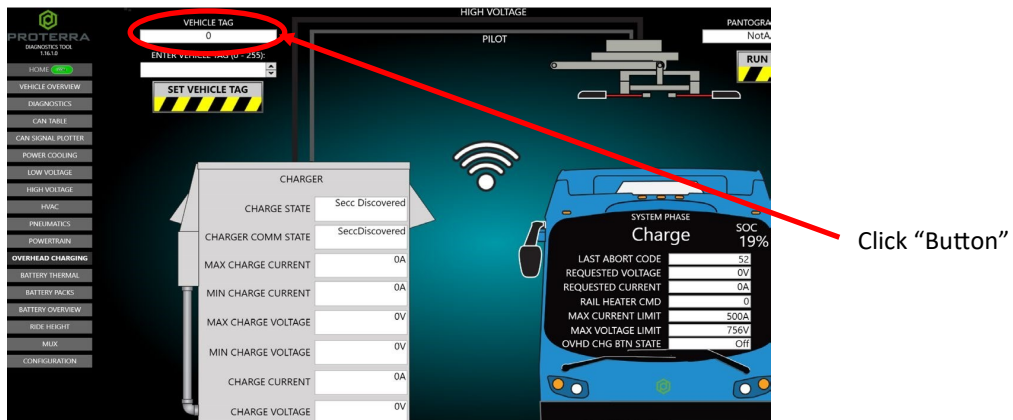 HIGH VOLTAGE
PILOT
PROTERRA
DIAGNOSTICS TOOL
1.16.1.0
HOME
VEHICLE OVERVIEW
DIAGNOSTICS
CAN TABLE
CAN SIGNAL PLOTTER
POWER COOLING
LOW VOLTAGE
HIGH VOLTAGE
HVAC
PNEUMATICS
POWERTRAIN
OVERHEAD CHARGING
BATTERY THERMAL
BATTERY PACKS
BATTERY OVERVIEW
RIDE HEIGHT
MUX
CONFIGURATION
VEHICLE TAG
0
ENTER VEHICLE TAG (0 - 255):
SET VEHICLE TAG
PANTOGRA
NotA
RUN
CHARGER
CHARGE STATE Secc Discovered
CHARGER COMM STATE SeccDiscovered
MAX CHARGE CURRENT 0A
MIN CHARGE CURRENT 0A
MAX CHARGE VOLTAGE 0V
MIN CHARGE VOLTAGE 0V
CHARGE CURRENT 0A
CHARGE VOLTAGE 0V
SYSTEM PHASE
Charge
SOC
19%
LAST ABORT CODE 52
REQUESTED VOLTAGE 0V
REQUESTED CURRENT 0A
RAIL HEATER CMD 0
MAX CURRENT LIMIT 500A
MAX VOLTAGE LIMIT 756V
OVHD CHG BTN STATE Off
Click “Button”